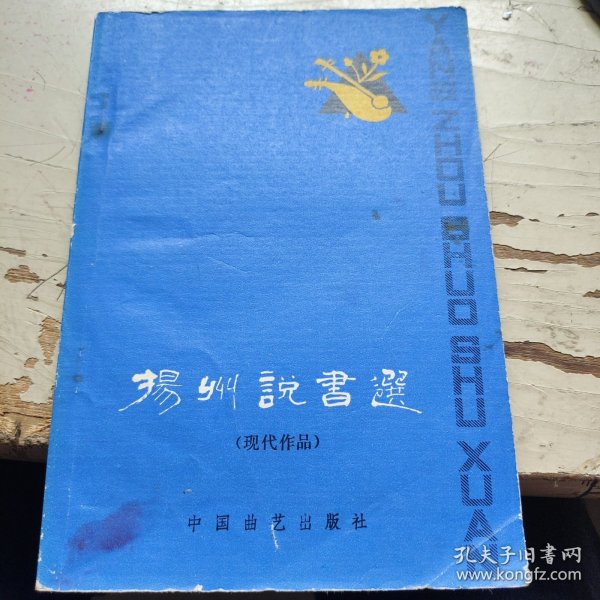 YANGZHOU SHUO SHU XUAN
揚州説書選
（现代作品）
中国曲艺出版社
孔夫子旧书网
www.kongfz.com